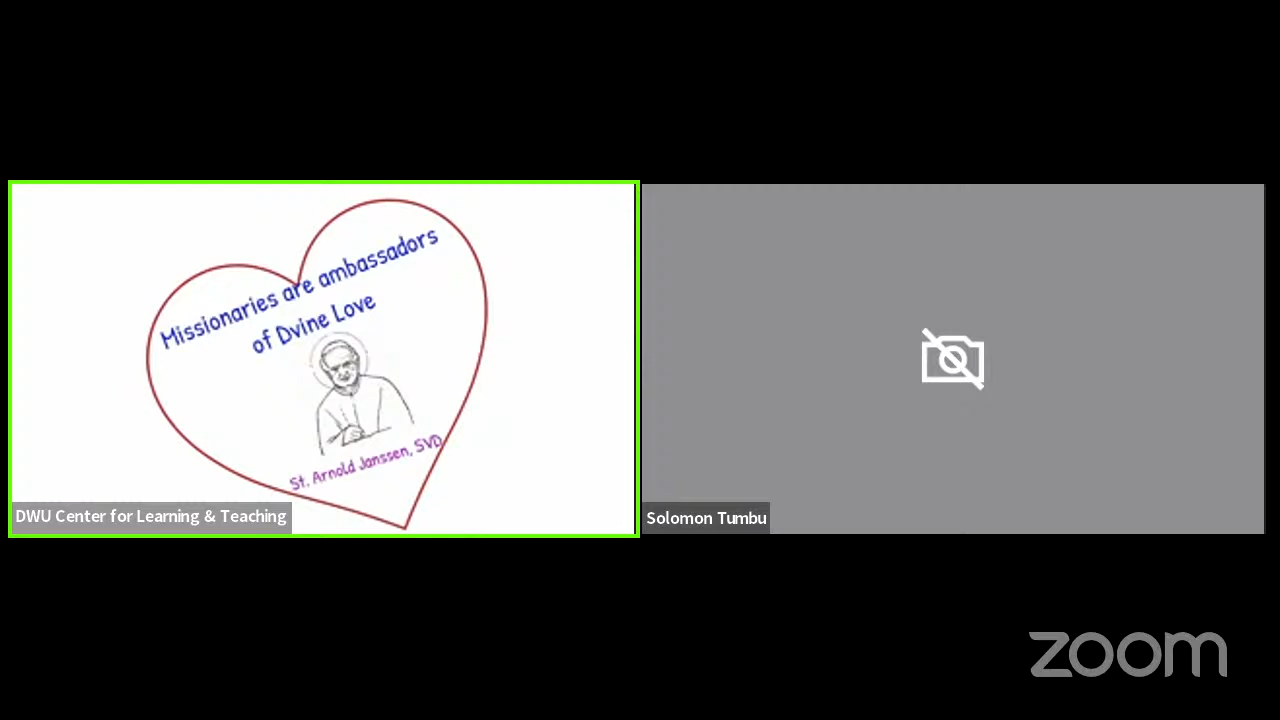 Missionaries are ambassadors
of Dvine Love
St. Arnold Janssen, SVD
DWU Center for Learning & Teaching
Solomon Tumbu
zoom